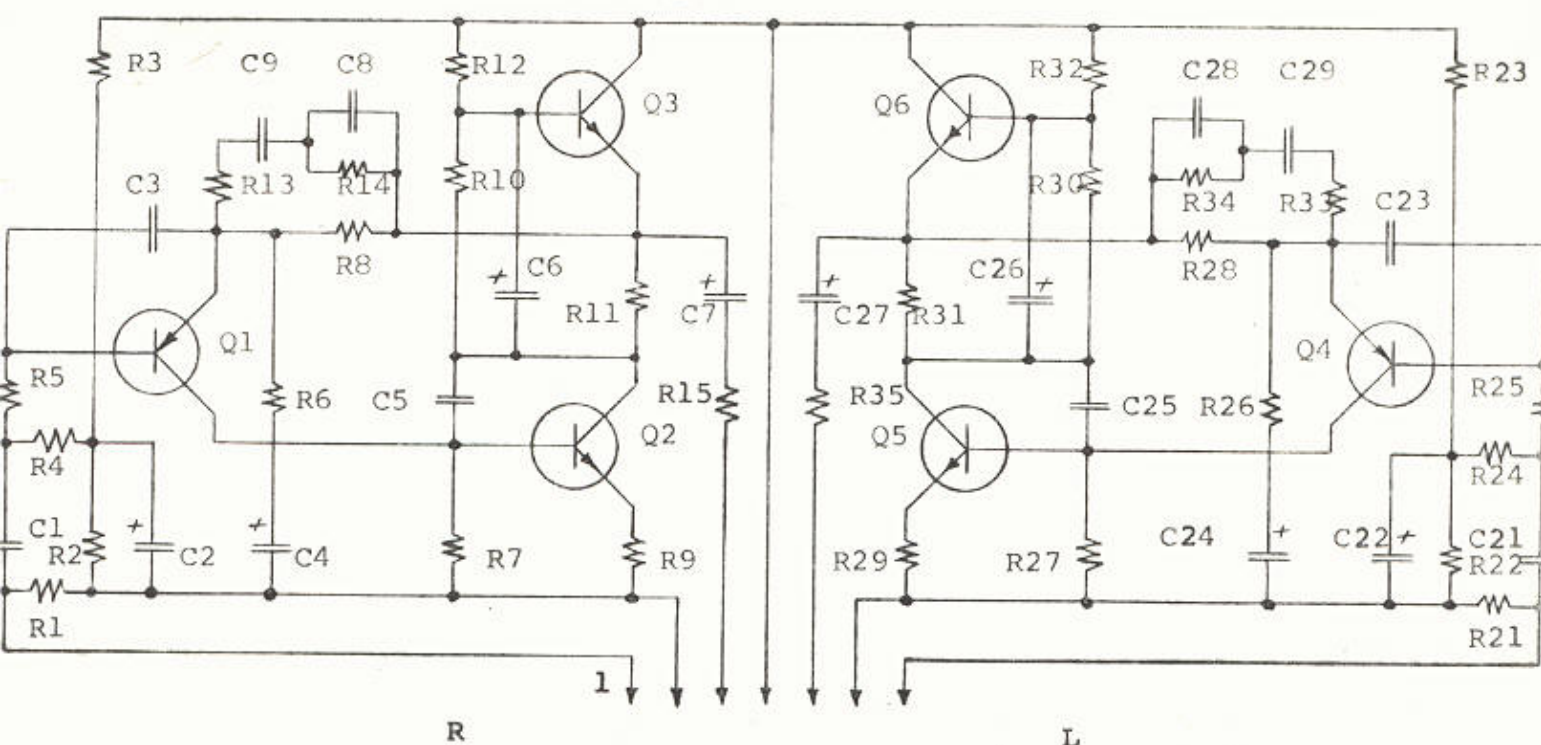 R3 C9 C8 R12 Q3 Q6 R32 C28 C29 R23
C3 R13 R14 R10 R30 R34 R33 C23
R8 C6 C26 R28
Q1 R11 C7 C27 R31 Q4
R5 R6 C5 R15 R35 C25 R26 R25
R4 Q2 Q5 R24
C1 R2 C2 C4 R7 R9 R29 R27 C24 C22 C21
R22
R1 R21
1
R L